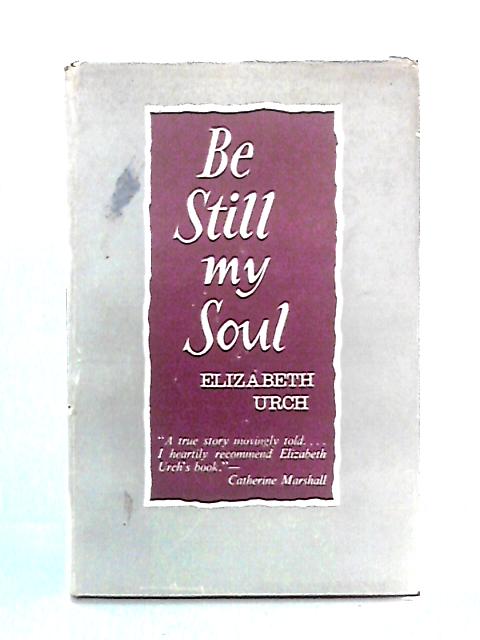 Be
Still
my
Soul
ELIZABETH
URCH
"A true story movingly told. . . .
I heartily recommend Elizabeth
Urch's book."—
Catherine Marshall